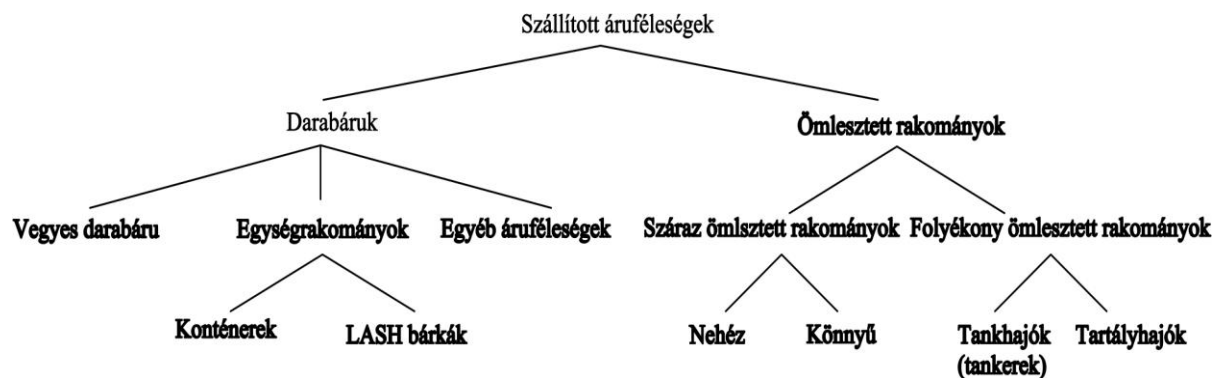 Szállított áruféleségek
Darabáruk
Ömlesztett rakományok
Vegyes darabáru
Egységrakományok
Egyéb áruféleségek
Száraz ömlsztett rakományok
Folyékony ömlesztett rakományok
Konténerek
LASH bárkák
Nehéz
Könnyű
Tankhajók
(tankerek)
Tartályhajók